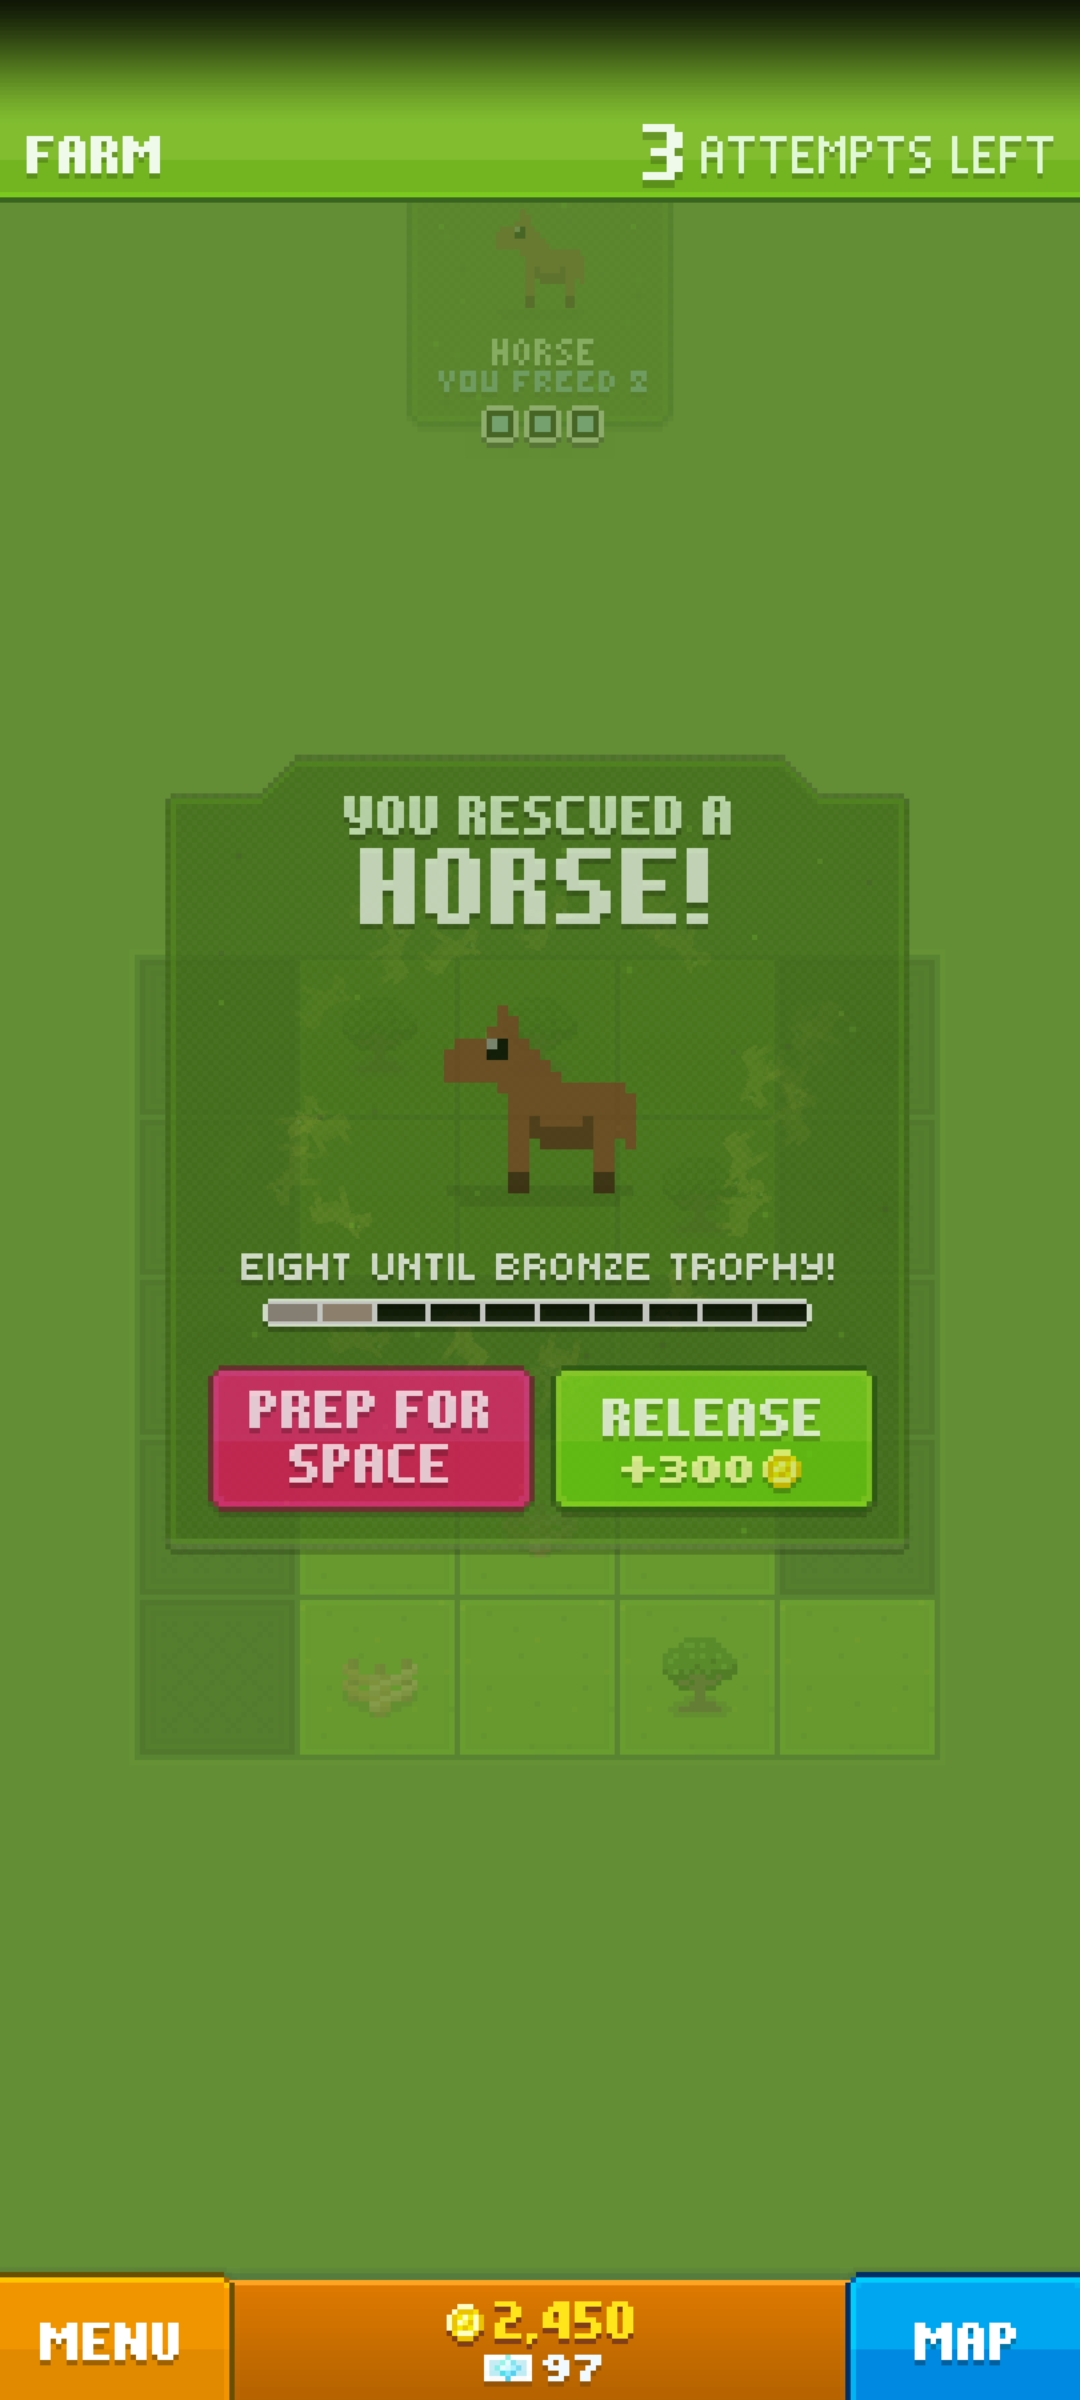 FARM
3 ATTEMPTS LEFT
HORSE
YOU FREED 2
YOU RESCUED A
HORSE!
EIGHT UNTIL BRONZE TROPHY!
PREP FOR
SPACE
RELEASE
+300
MENU
2,450
97
MAP